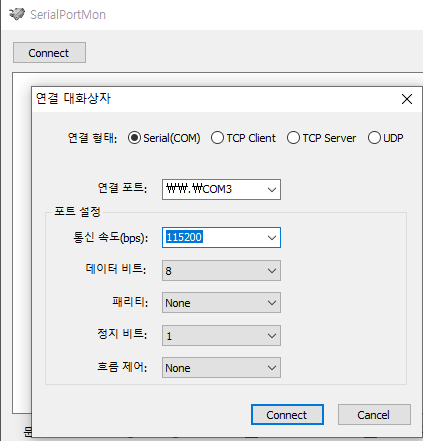 SerialPortMon
Connect
연결 대화상자
연결 형태: Serial(COM) TCP Client TCP Server UDP
연결 포트: ₩₩.₩COM3
포트 설정
통신 속도(bps): 115200
데이터 비트: 8
패리티: None
정지 비트: 1
흐름 제어: None
Connect Cancel